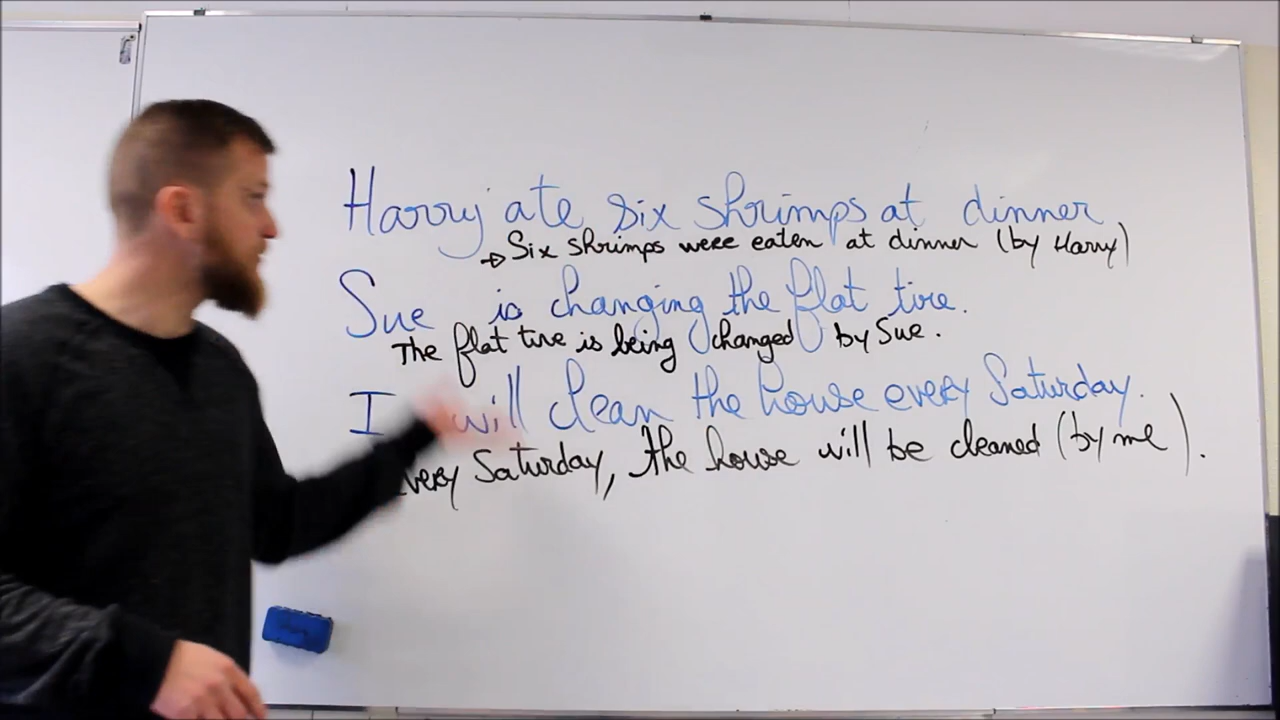 Harry ate six shrimps at dinner
→ Six shrimps were eaten at dinner (by Harry)
Sue is changing the flat tire.
The flat tire is being changed by Sue.
I will clean the house every Saturday.
very Saturday, the house will be cleaned (by me).